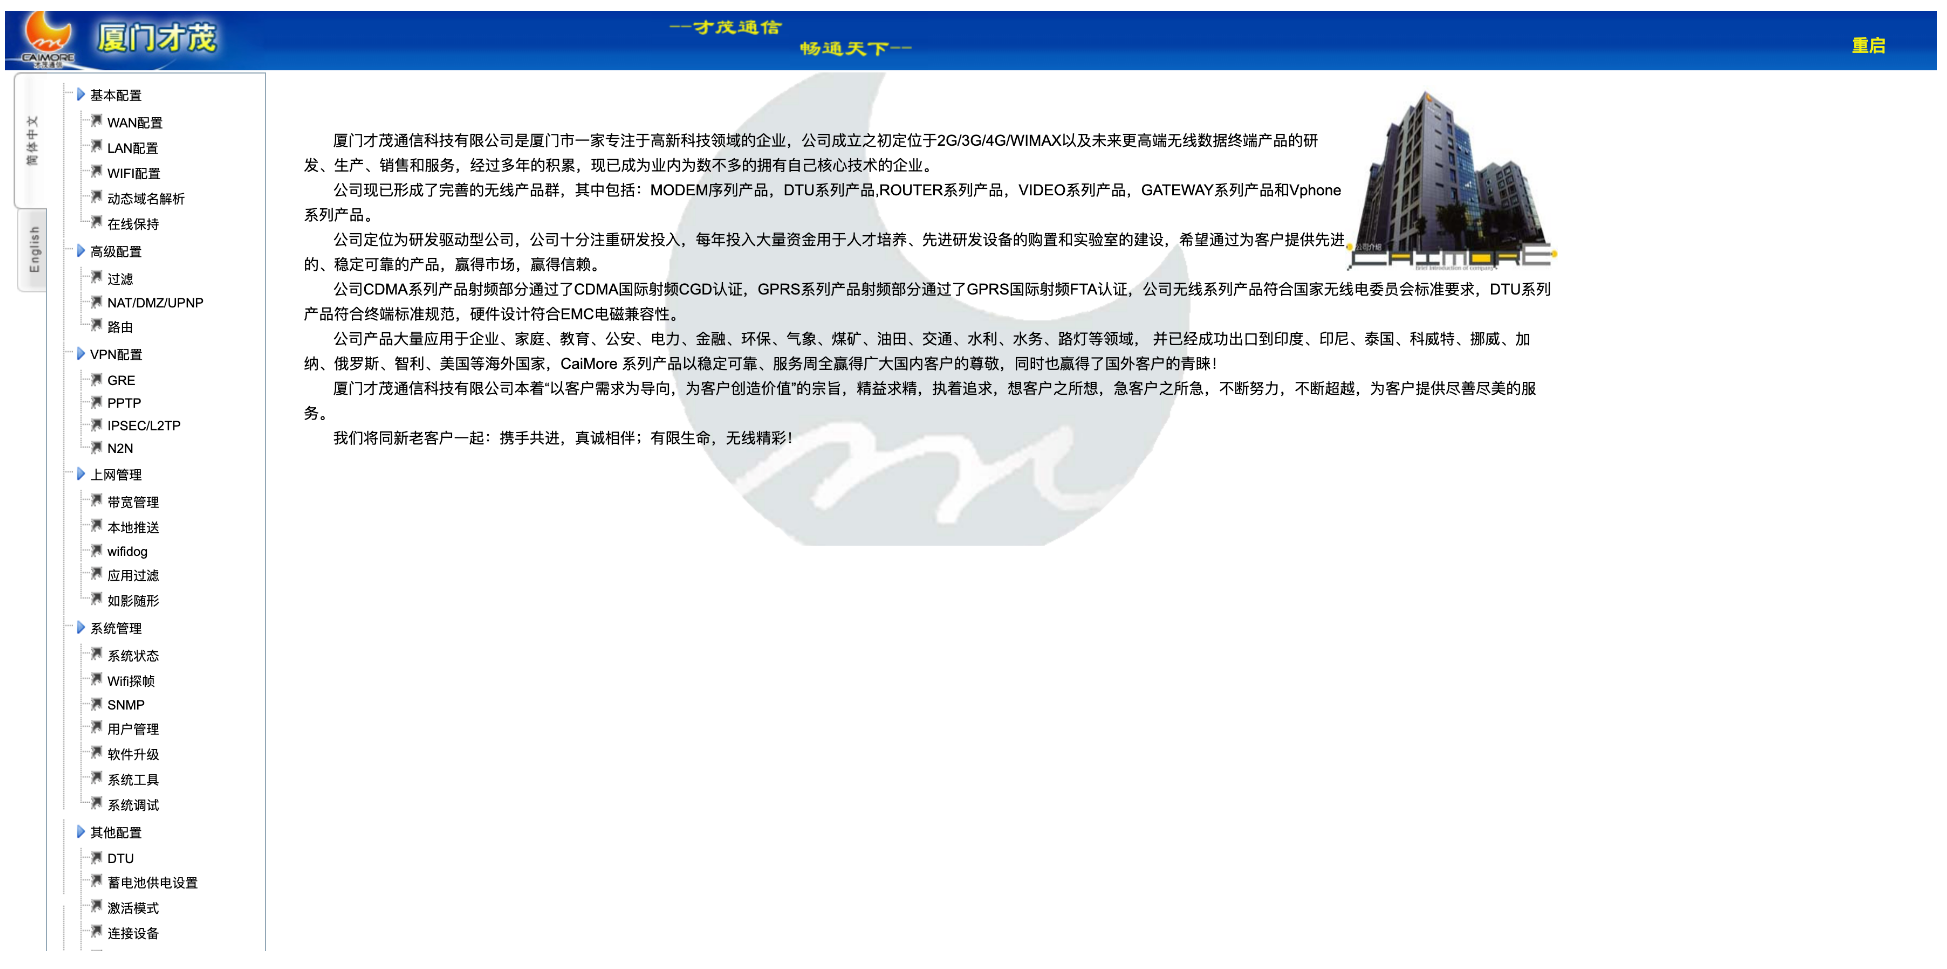 CAIMORE
才茂通信
厦门才茂
--才茂通信
畅通天下--
重启
简体中文
English
基本配置
WAN配置
LAN配置
WIFI配置
动态域名解析
在线保持
高级配置
过滤
NAT/DMZ/UPNP
路由
VPN配置
GRE
PPTP
IPSEC/L2TP
N2N
上网管理
带宽管理
本地推送
wifidog
应用过滤
如影随形
系统管理
系统状态
Wifi探帧
SNMP
用户管理
软件升级
系统工具
系统调试
其他配置
DTU
蓄电池供电设置
激活模式
连接设备
厦门才茂通信科技有限公司是厦门市一家专注于高新科技领域的企业，公司成立之初定位于2G/3G/4G/WIMAX以及未来更高端无线数据终端产品的研
发、生产、销售和服务，经过多年的积累，现已成为业内为数不多的拥有自己核心技术的企业。
公司现已形成了完善的无线产品群，其中包括：MODEM序列产品，DTU系列产品,ROUTER系列产品，VIDEO系列产品，GATEWAY系列产品和Vphone
系列产品。
公司定位为研发驱动型公司，公司十分注重研发投入，每年投入大量资金用于人才培养、先进研发设备的购置和实验室的建设，希望通过为客户提供先进
的、稳定可靠的产品，赢得市场，赢得信赖。
公司CDMA系列产品射频部分通过了CDMA国际射频CGD认证，GPRS系列产品射频部分通过了GPRS国际射频FTA认证，公司无线系列产品符合国家无线电委员会标准要求，DTU系列
产品符合终端标准规范，硬件设计符合EMC电磁兼容性。
公司产品大量应用于企业、家庭、教育、公安、电力、金融、环保、气象、煤矿、油田、交通、水利、水务、路灯等领域， 并已经成功出口到印度、印尼、泰国、科威特、挪威、加
纳、俄罗斯、智利、美国等海外国家，CaiMore 系列产品以稳定可靠、服务周全赢得广大国内客户的尊敬，同时也赢得了国外客户的青睐！
厦门才茂通信科技有限公司本着“以客户需求为导向，为客户创造价值”的宗旨，精益求精，执着追求，想客户之所想，急客户之所急，不断努力，不断超越，为客户提供尽善尽美的服
务。
我们将同新老客户一起：携手共进，真诚相伴；有限生命，无线精彩！
公司介绍
CAIMORE
Brief introduction of company